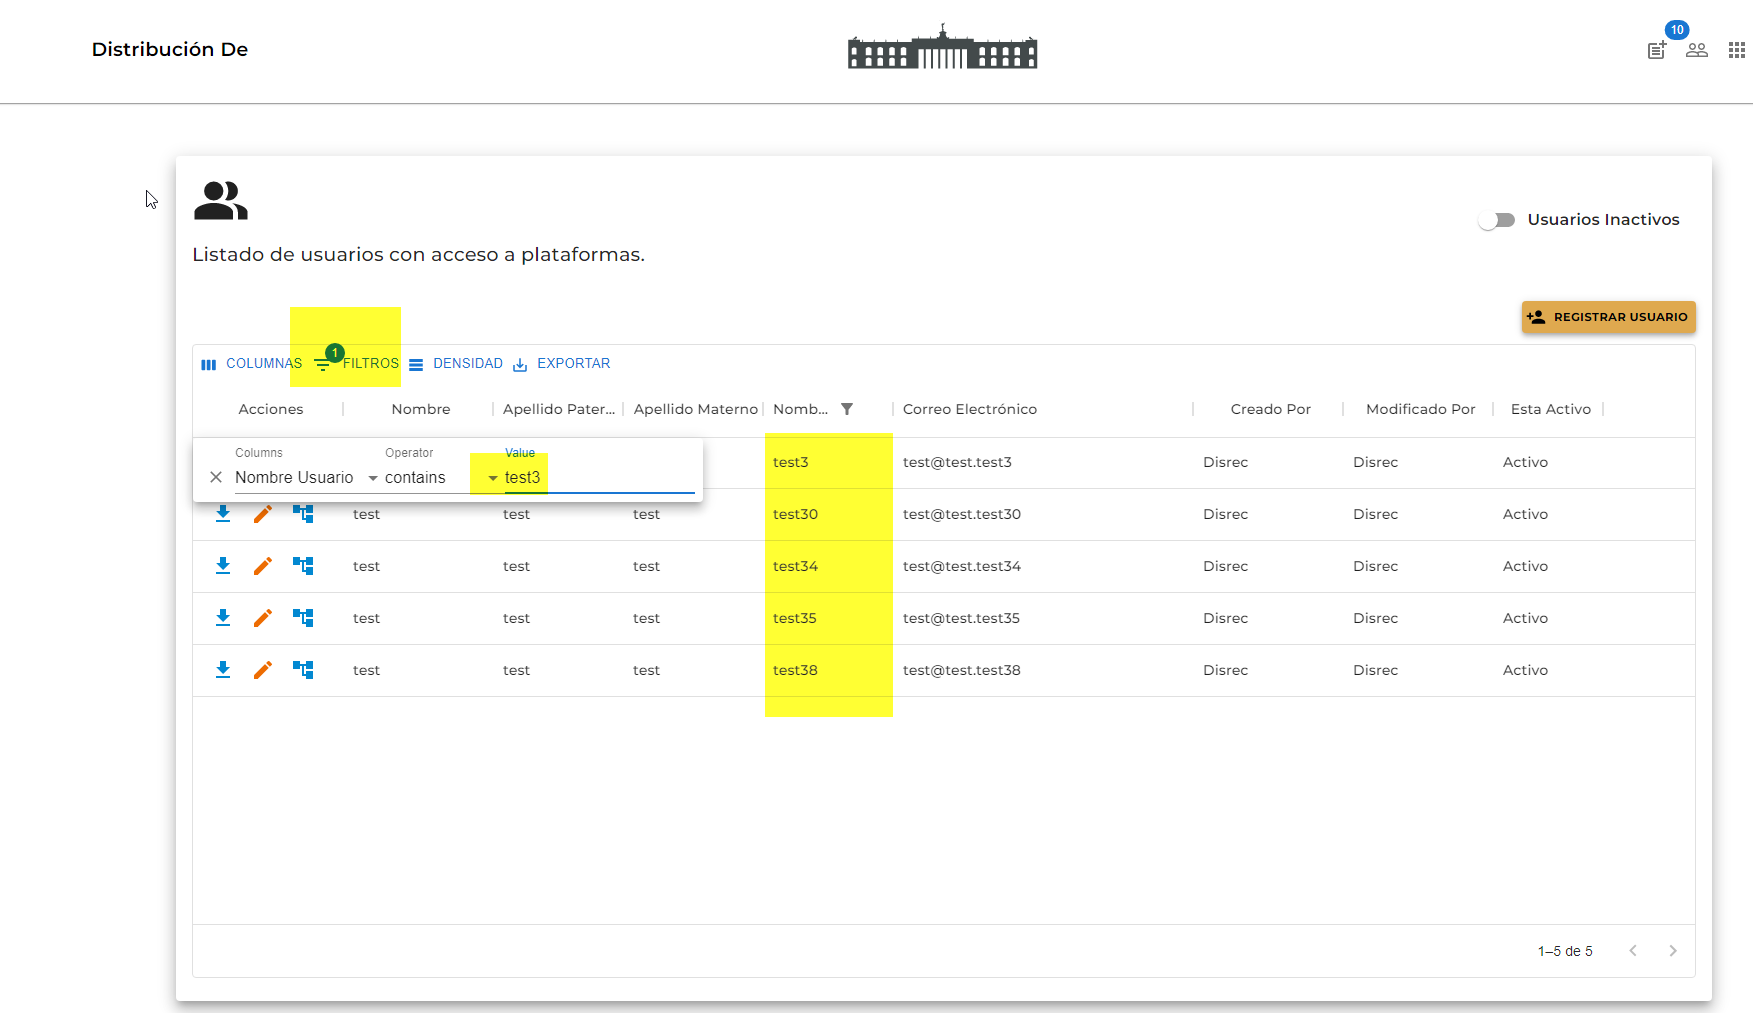 Distribución De
10
Usuarios Inactivos
Listado de usuarios con acceso a plataformas.
REGISTRAR USUARIO
COLUMNAS 1 FILTROS DENSIDAD EXPORTAR
Acciones Nombre Apellido Pater... Apellido Materno Nomb... Correo Electrónico Creado Por Modificado Por Esta Activo
Columns Operator Value
Nombre Usuario contains test3
test3 test@test.test3 Disrec Disrec Activo
test test test test30 test@test.test30 Disrec Disrec Activo
test test test test34 test@test.test34 Disrec Disrec Activo
test test test test35 test@test.test35 Disrec Disrec Activo
test test test test38 test@test.test38 Disrec Disrec Activo
1–5 de 5